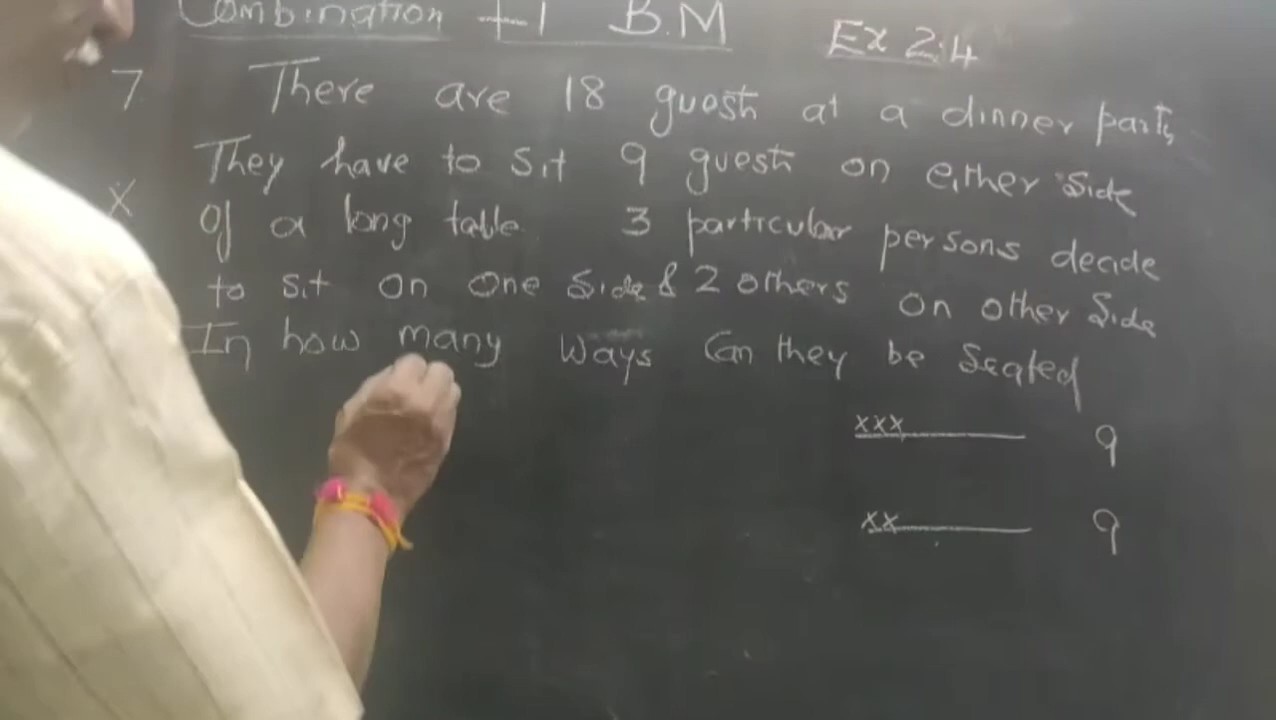 Combination +1 B.M Ex 2.4
7. There are 18 guests at a dinner party
They have to sit 9 guests on either side
X of a long table 3 particular persons decide
to sit on one side & 2 others on other side
In how many ways can they be seated
xxx 9
xx 9